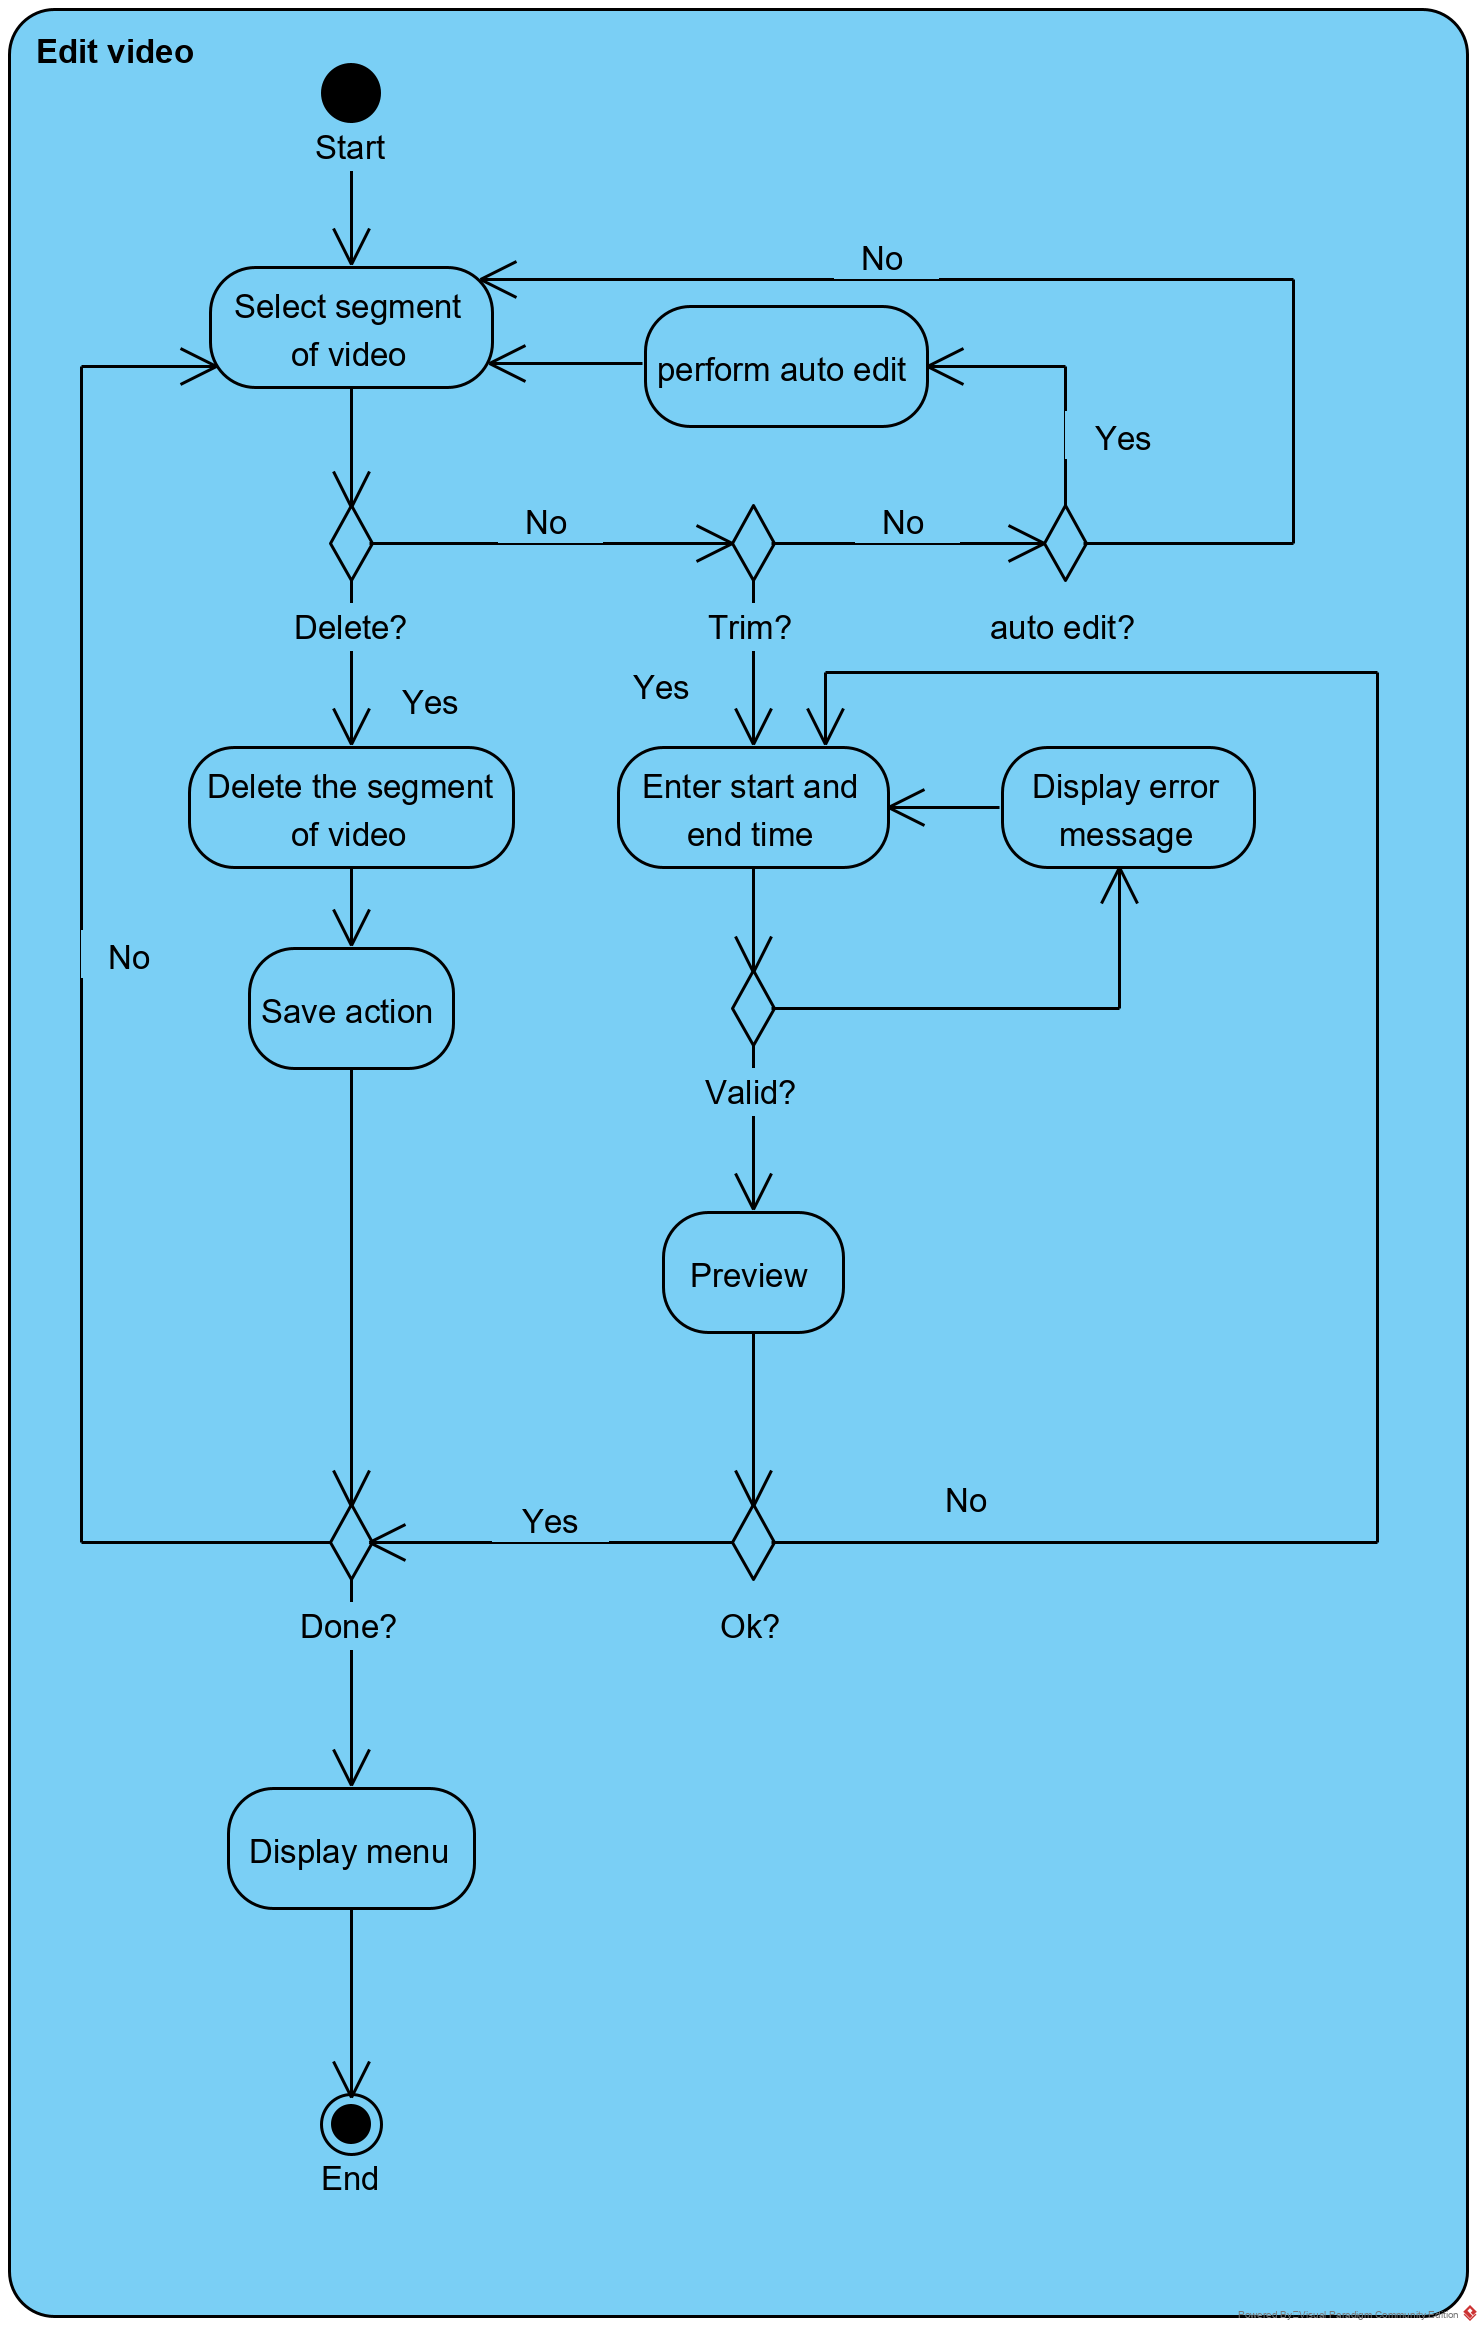 Edit video
Start
No
Select segment
of video
perform auto edit
Yes
No
No
Delete?
Trim?
auto edit?
Yes
Yes
Delete the segment
of video
Enter start and
end time
Display error
message
No
Save action
Valid?
Preview
No
Yes
Done?
Ok?
Display menu
End
Powered By Visual Paradigm Community Edition